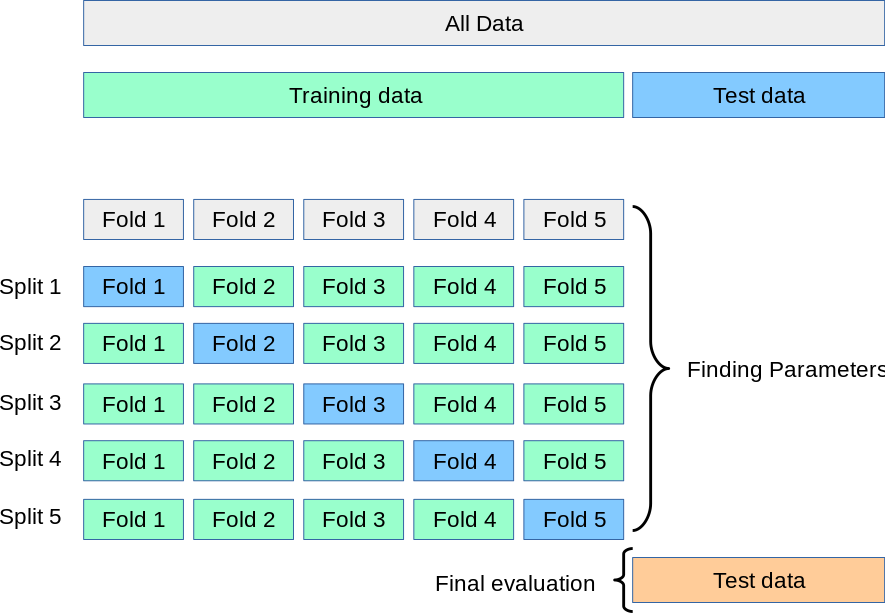 All Data
Training data Test data
Fold 1 Fold 2 Fold 3 Fold 4 Fold 5
Split 1 Fold 1 Fold 2 Fold 3 Fold 4 Fold 5
Split 2 Fold 1 Fold 2 Fold 3 Fold 4 Fold 5
Finding Parameters
Split 3 Fold 1 Fold 2 Fold 3 Fold 4 Fold 5
Split 4 Fold 1 Fold 2 Fold 3 Fold 4 Fold 5
Split 5 Fold 1 Fold 2 Fold 3 Fold 4 Fold 5
Final evaluation Test data